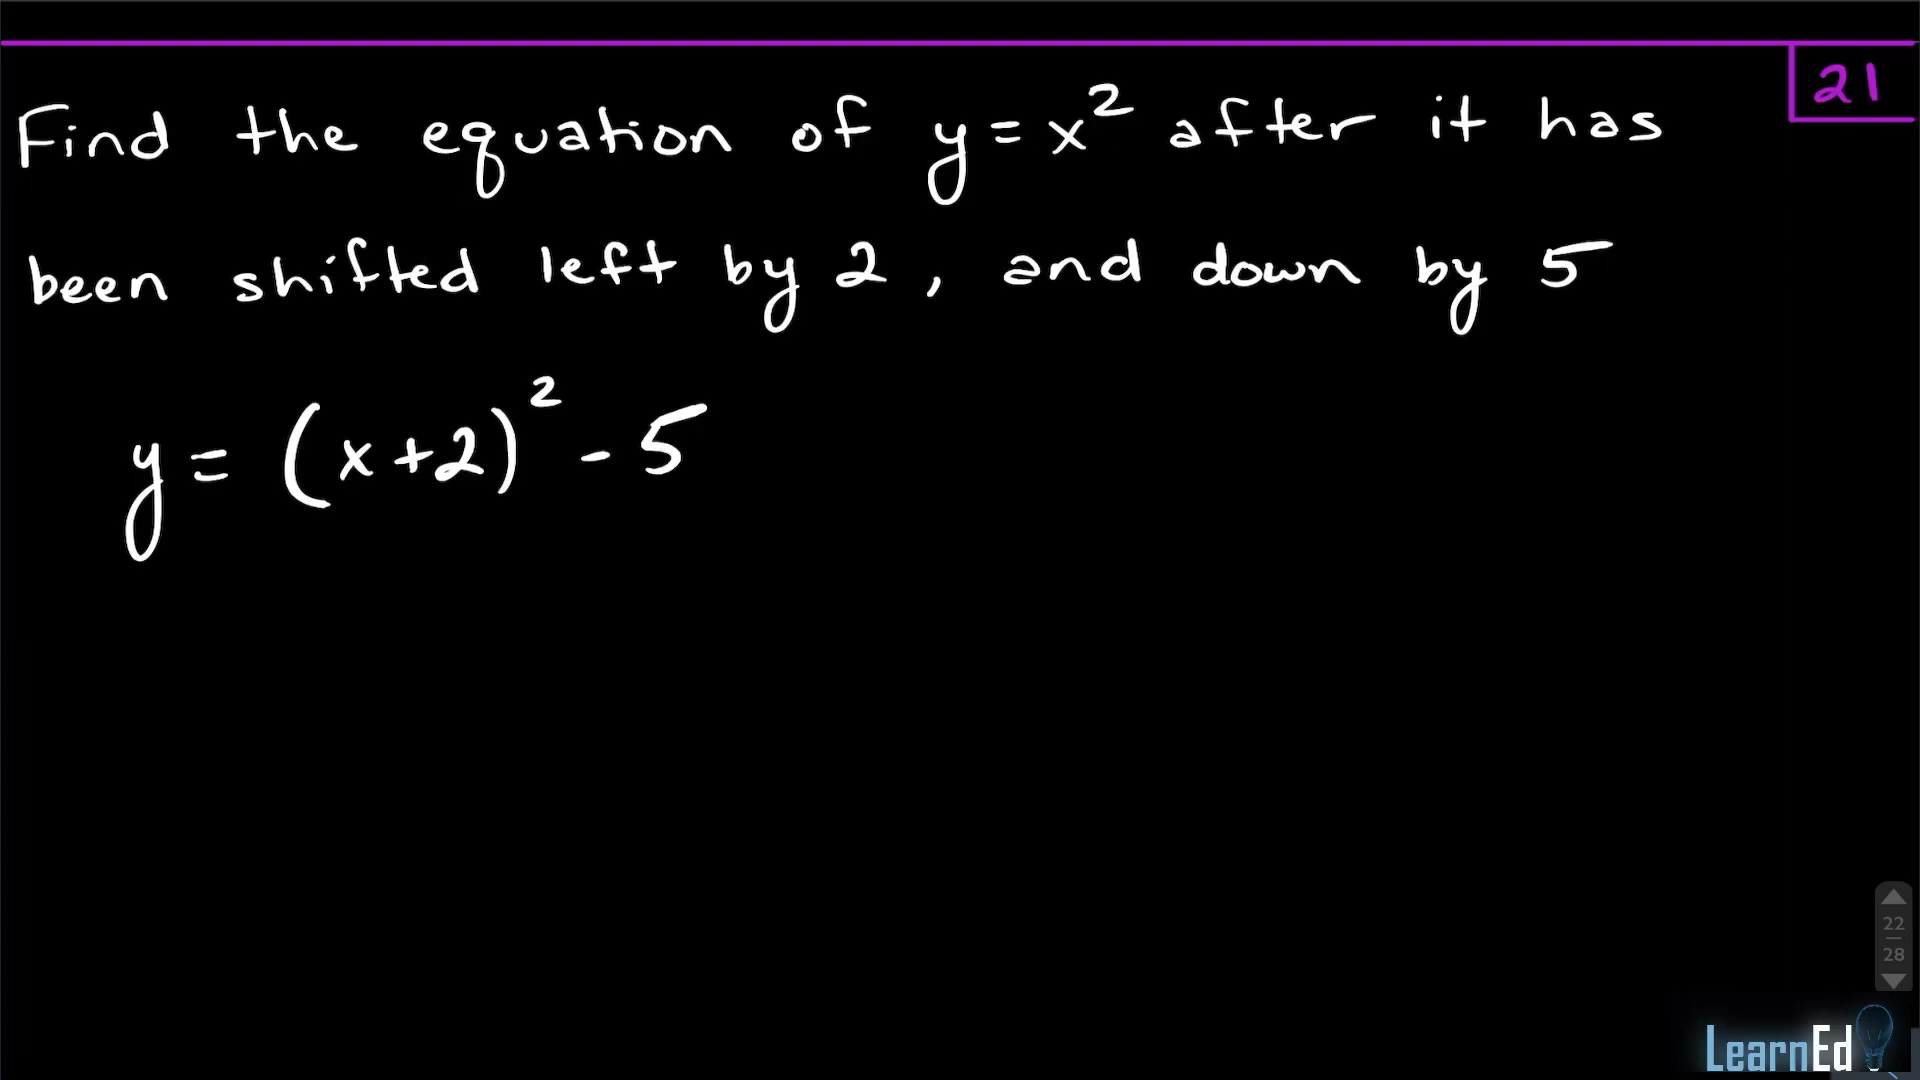 21
Find the equation of y = x² after it has
been shifted left by 2, and down by 5
y = (x+2)² - 5
22
28
LearnEd